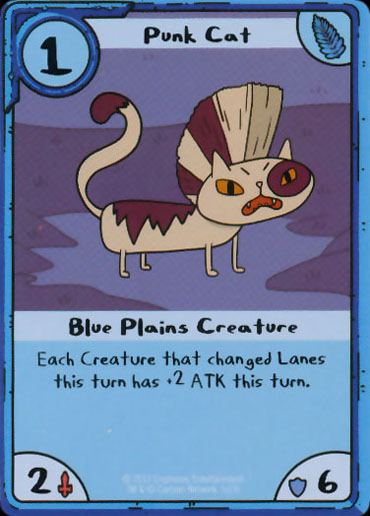 1
Punk Cat
Blue Plains Creature
Each Creature that changed Lanes
this turn has +2 ATK this turn.
2
6